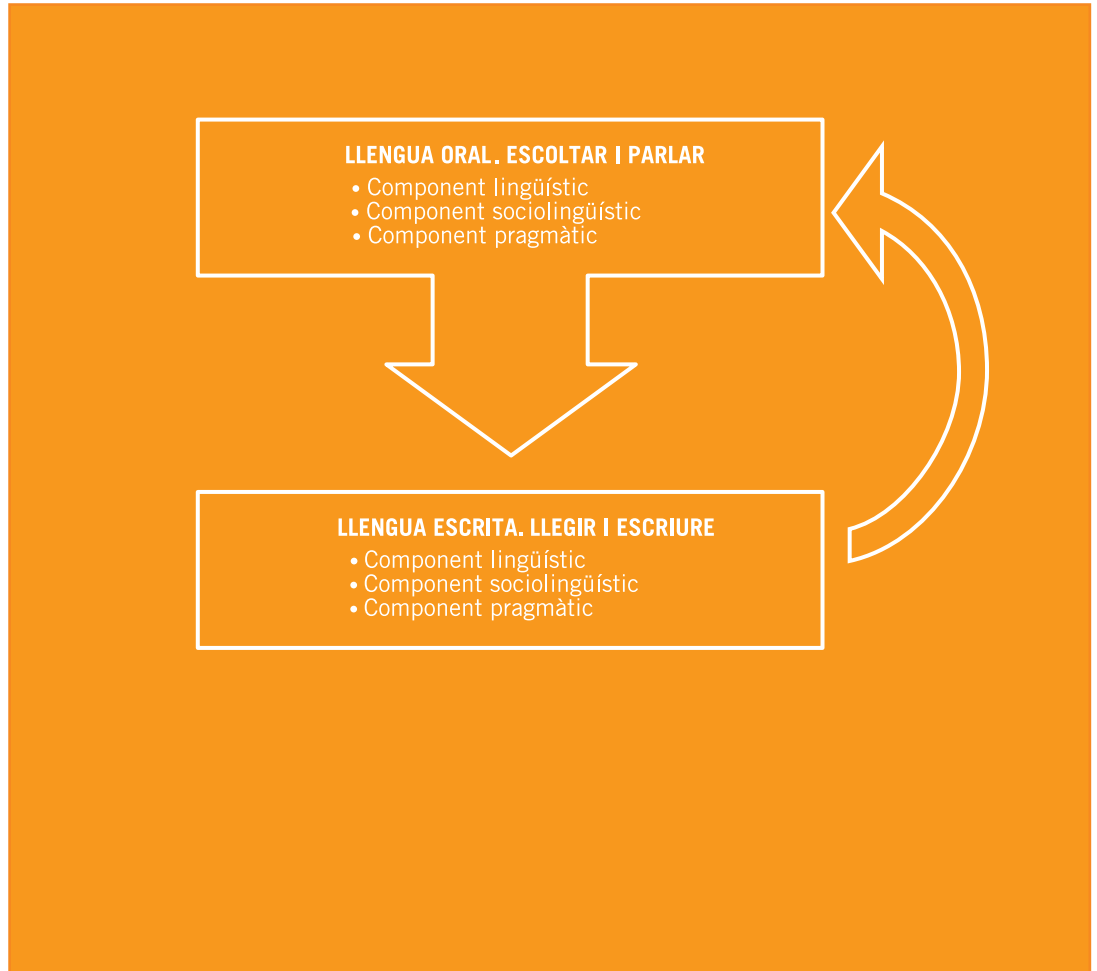 LLENGUA ORAL. ESCOLTAR I PARLAR
• Component lingüístic
• Component sociolingüístic
• Component pragmàtic
LLENGUA ESCRITA. LLEGIR I ESCRIURE
• Component lingüístic
• Component sociolingüístic
• Component pragmàtic